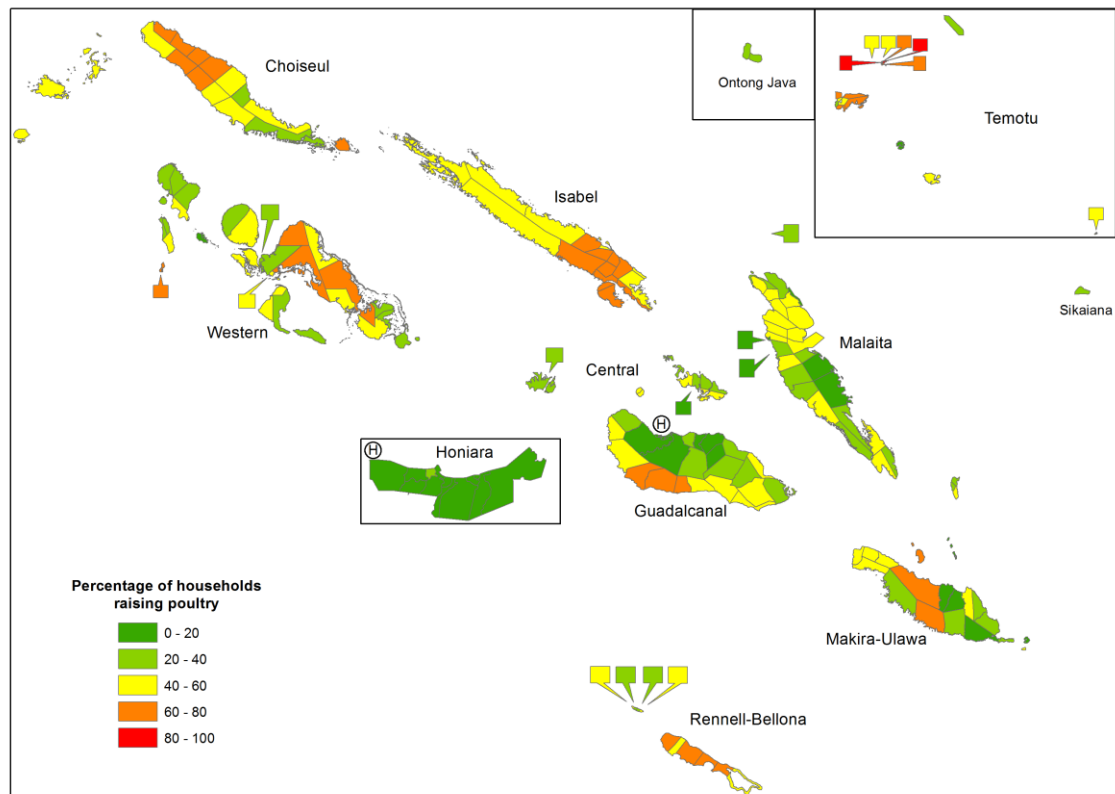 Choiseul
Ontong Java
Temotu
Isabel
Western
Malaita
Sikaiana
Central
H
H
Honiara
Guadalcanal
Percentage of households
raising poultry
0 - 20
20 - 40
40 - 60
60 - 80
80 - 100
Makira-Ulawa
Rennell-Bellona